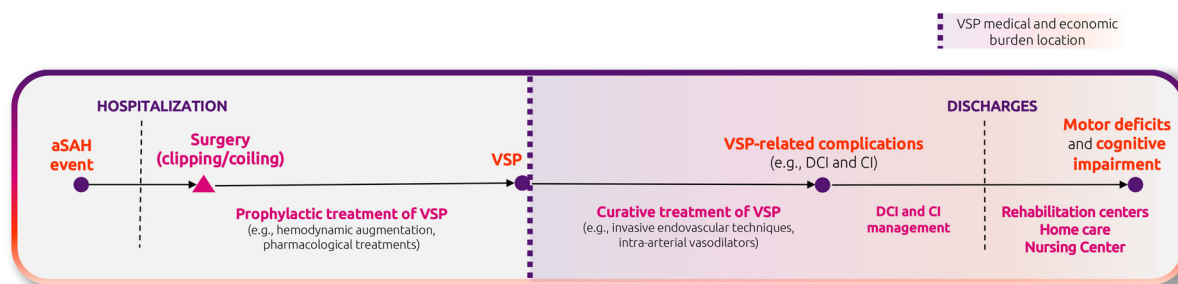 VSP medical and economic
burden location
HOSPITALIZATION
DISCHARGES
aSAH
event
Surgery
(clipping/coiling)
VSP
VSP-related complications
(e.g., DCI and CI)
Motor deficits
and cognitive
impairment
Prophylactic treatment of VSP
(e.g., hemodynamic augmentation,
pharmacological treatments)
Curative treatment of VSP
(e.g., invasive endovascular techniques,
intra-arterial vasodilators)
DCI and CI
management
Rehabilitation centers
Home care
Nursing Center